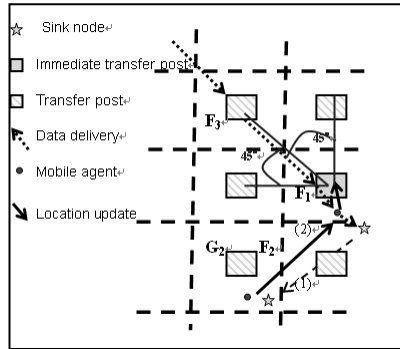 Sink node
Immediate transfer post
Transfer post
Data delivery
Mobile agent
Location update
F3
45°
45°
F1
(2)
G2
F2
(1)